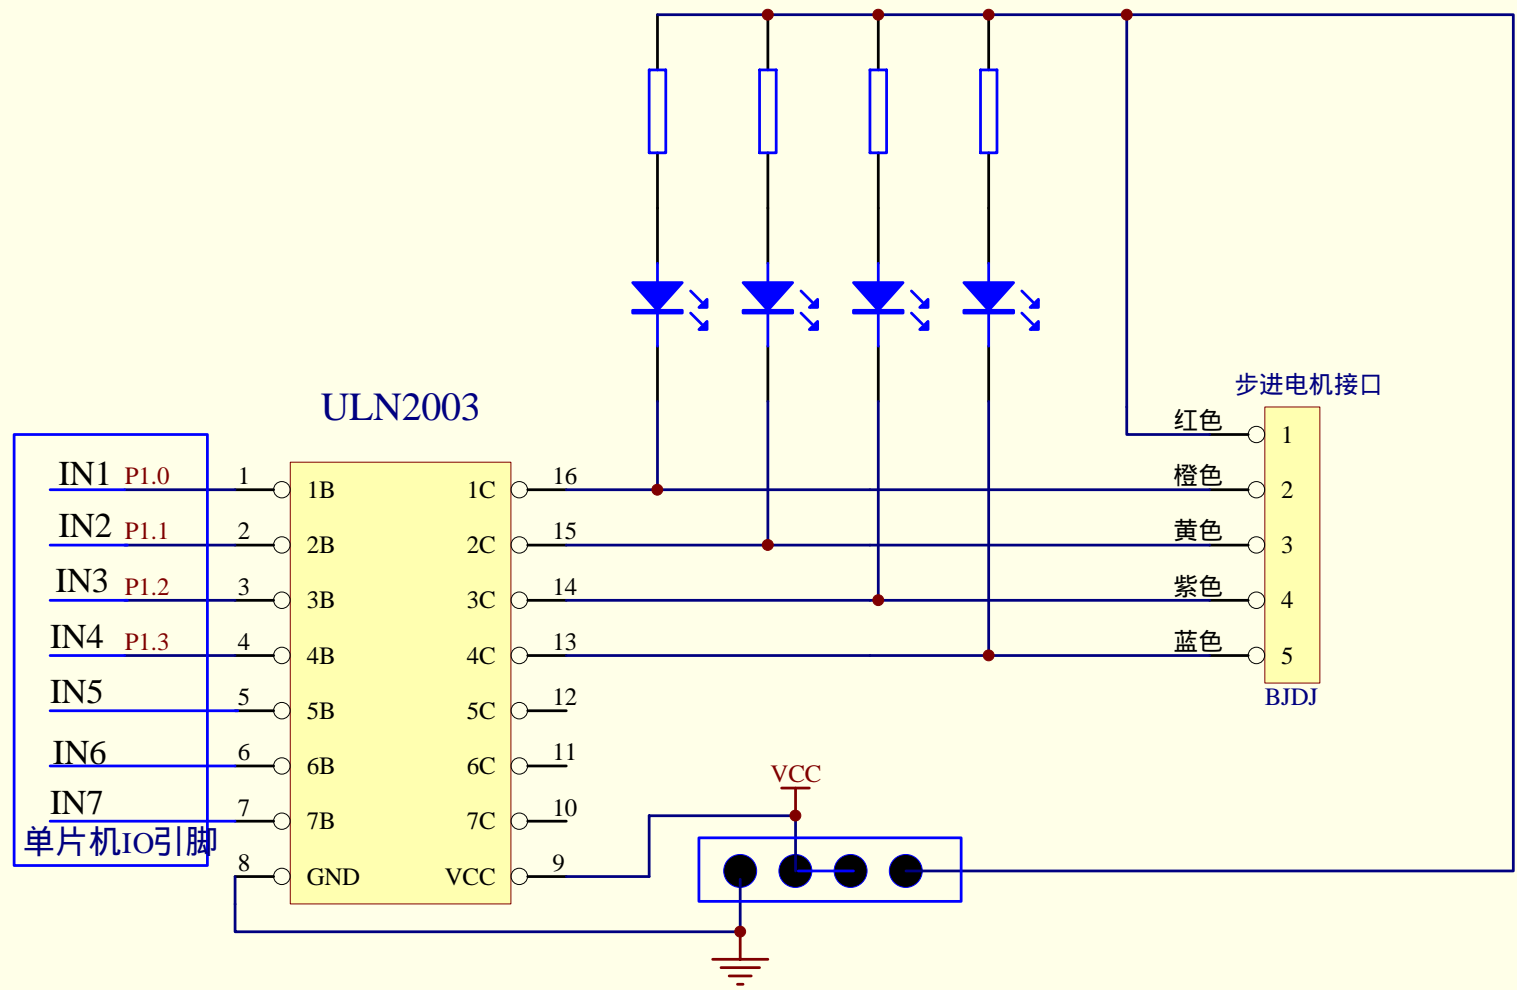 ULN2003
步进电机接口
红色 1
IN1 P1.0 1 1B 1C 16 橙色 2
IN2 P1.1 2 2B 2C 15 黄色 3
IN3 P1.2 3 3B 3C 14 紫色 4
IN4 P1.3 4 4B 4C 13 蓝色 5
BJDJ
IN5 5 5B 5C 12
IN6 6 6B 6C 11
VCC
IN7 7 7B 7C 10
单片机IO引脚
8 GND VCC 9